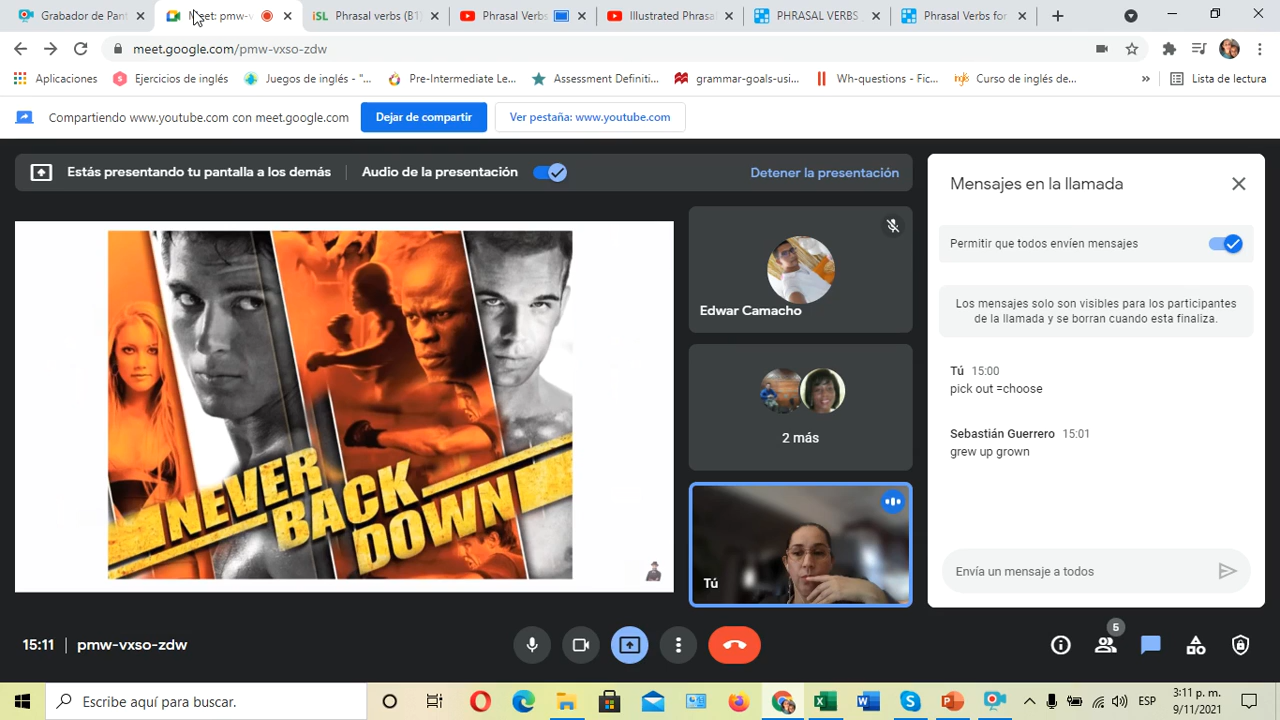 Grabador de Pant
Meet: pmw-v
Phrasal verbs (B1)
Phrasal Verbs
Illustrated Phrasal
PHRASAL VERBS
Phrasal Verbs for
meet.google.com/pmw-vxso-zdw
Aplicaciones
Ejercicios de inglés
Juegos de inglés - "...
Pre-Intermediate Le...
Assessment Definiti...
grammar-goals-usi...
Wh-questions - Fic...
Curso de inglés de...
»
Lista de lectura
Compartiendo www.youtube.com con meet.google.com
Dejar de compartir
Ver pestaña: www.youtube.com
Estás presentando tu pantalla a los demás
Audio de la presentación
Detener la presentación
NEVER
BACK
DOWN
Edwar Camacho
2 más
Tú
Mensajes en la llamada
Permitir que todos envíen mensajes
Los mensajes solo son visibles para los participantes
de la llamada y se borran cuando esta finaliza.
Tú 15:00
pick out =choose
Sebastián Guerrero 15:01
grew up grown
Envía un mensaje a todos
15:11 | pmw-vxso-zdw
5
Escribe aquí para buscar.
ESP
3:11 p. m.
9/11/2021